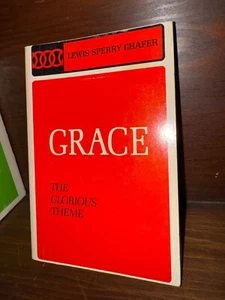 LEWIS SPERRY CHAFER
GRACE
THE
GLORIOUS
THEME